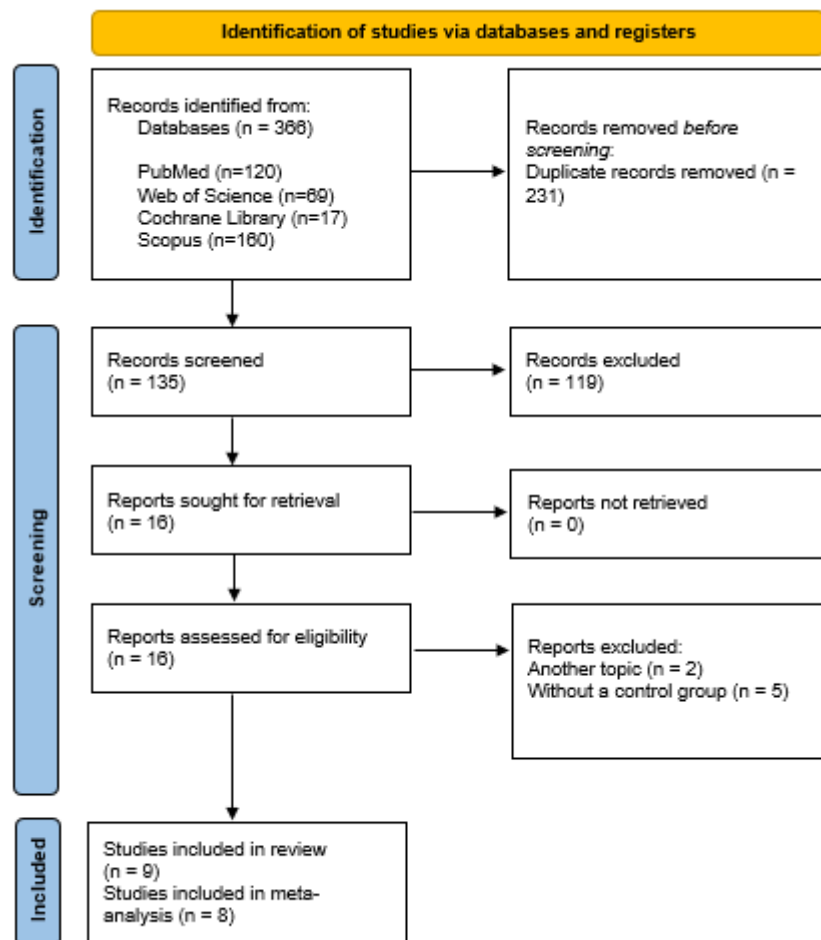 Identification of studies via databases and registers
Identification
Records identified from:
Databases (n = 366)
PubMed (n=120)
Web of Science (n=69)
Cochrane Library (n=17)
Scopus (n=160)
Records removed before
screening:
Duplicate records removed (n =
231)
Screening
Records screened
(n = 135)
Records excluded
(n = 119)
Reports sought for retrieval
(n = 16)
Reports not retrieved
(n = 0)
Reports assessed for eligibility
(n = 16)
Reports excluded:
Another topic (n = 2)
Without a control group (n = 5)
Included
Studies included in review
(n = 9)
Studies included in meta-
analysis (n = 8)